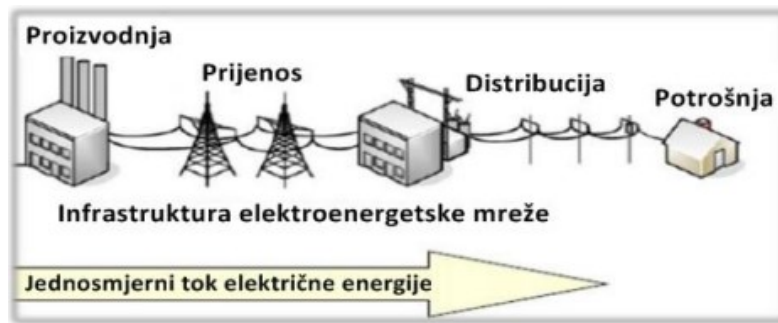 Proizvodnja
Prijenos
Distribucija
Potrošnja
Infrastruktura elektroenergetske mreže
Jednosmjerni tok električne energije